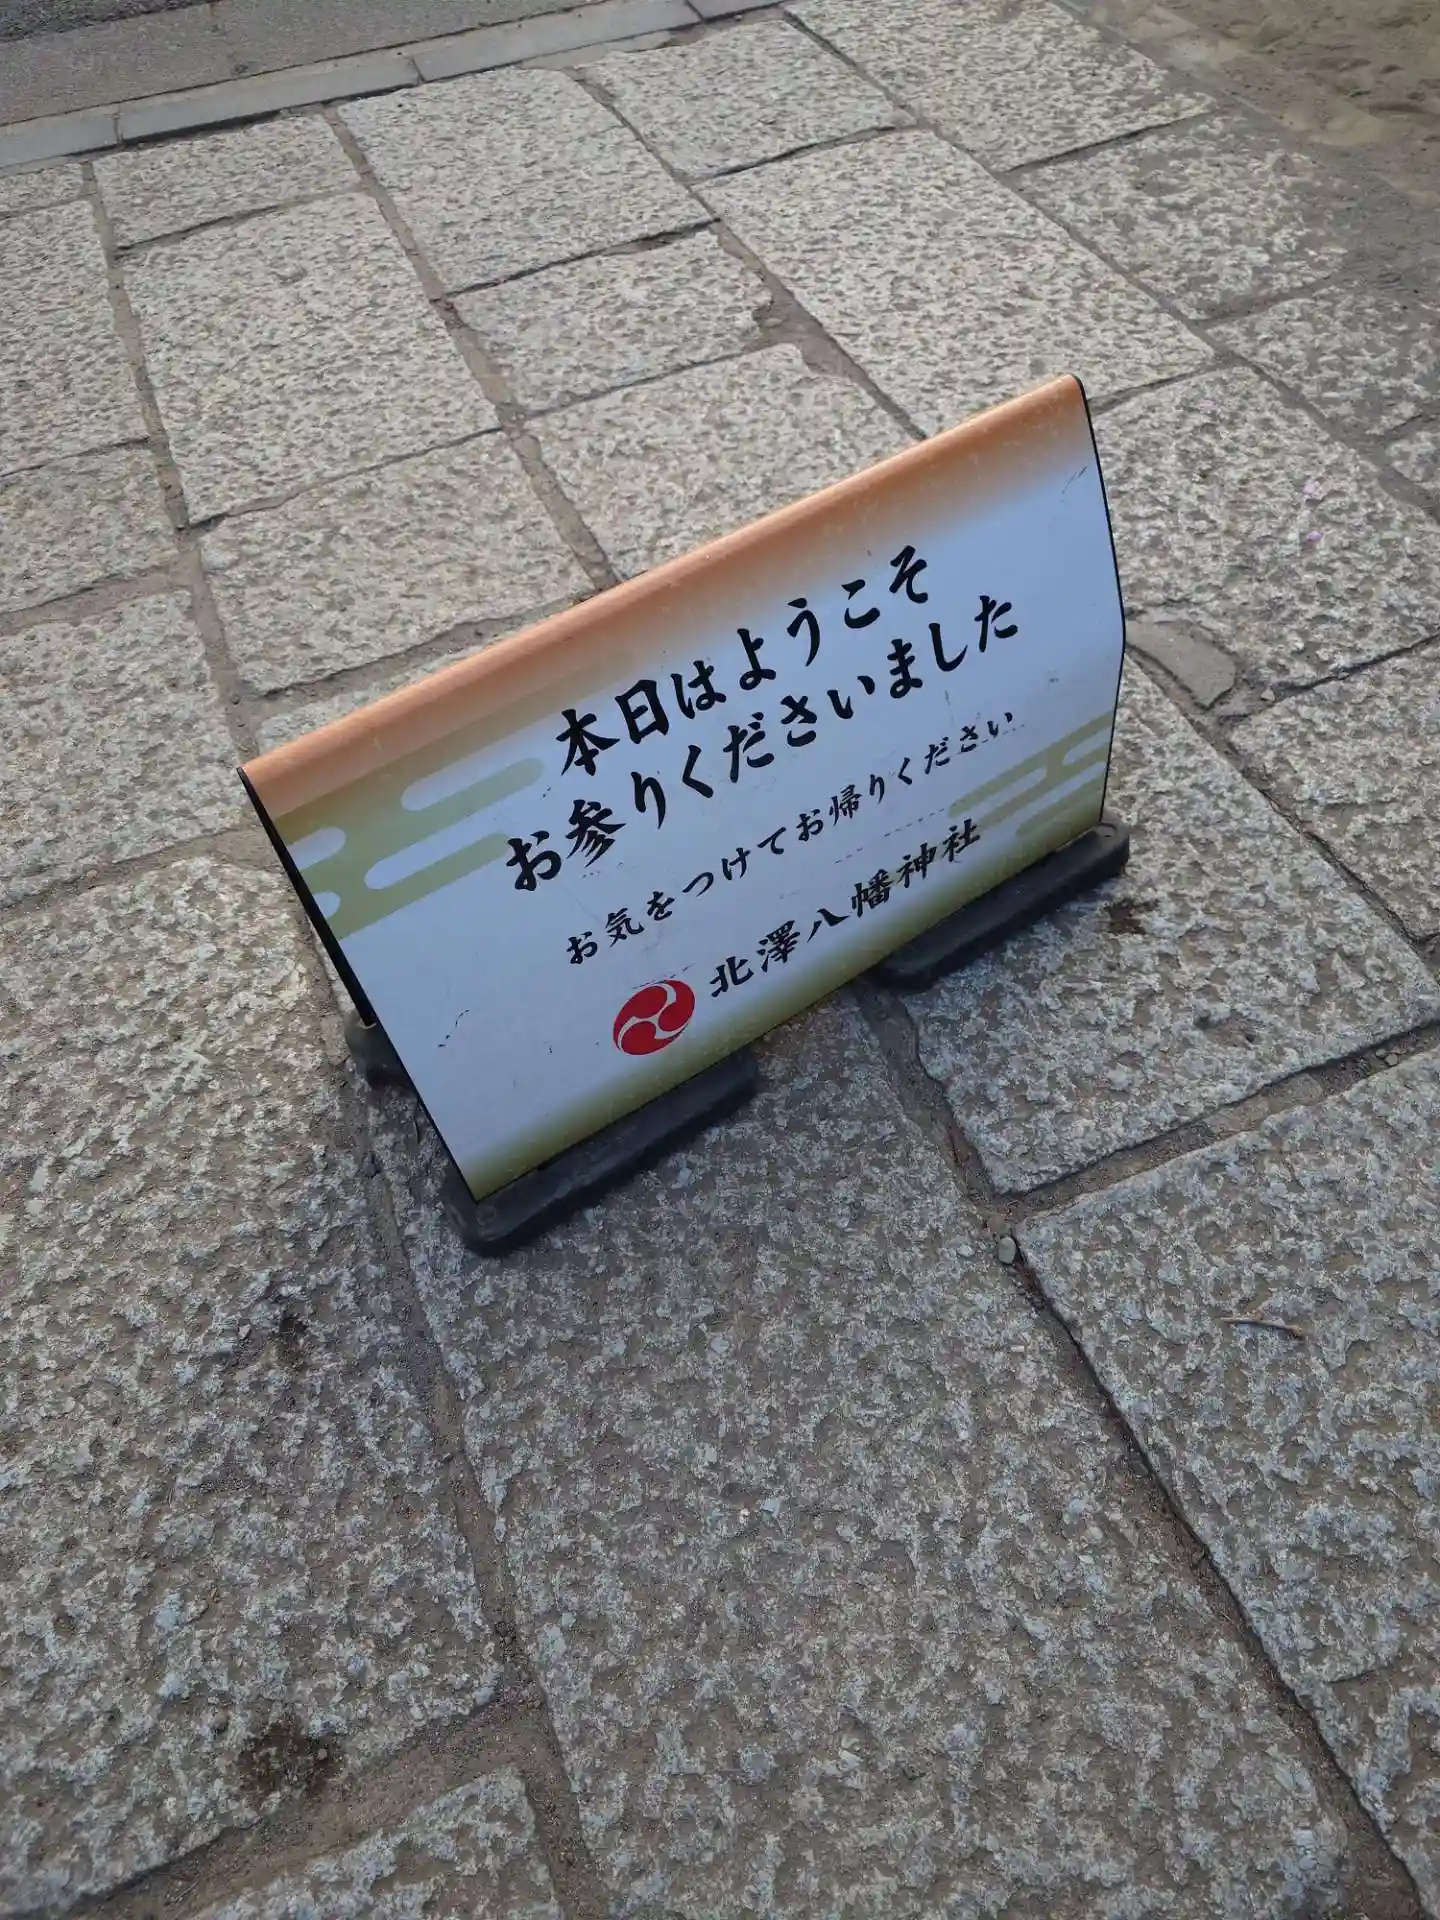 本日はようこそ
お参りくださいました
お気をつけてお帰りください
北澤八幡神社